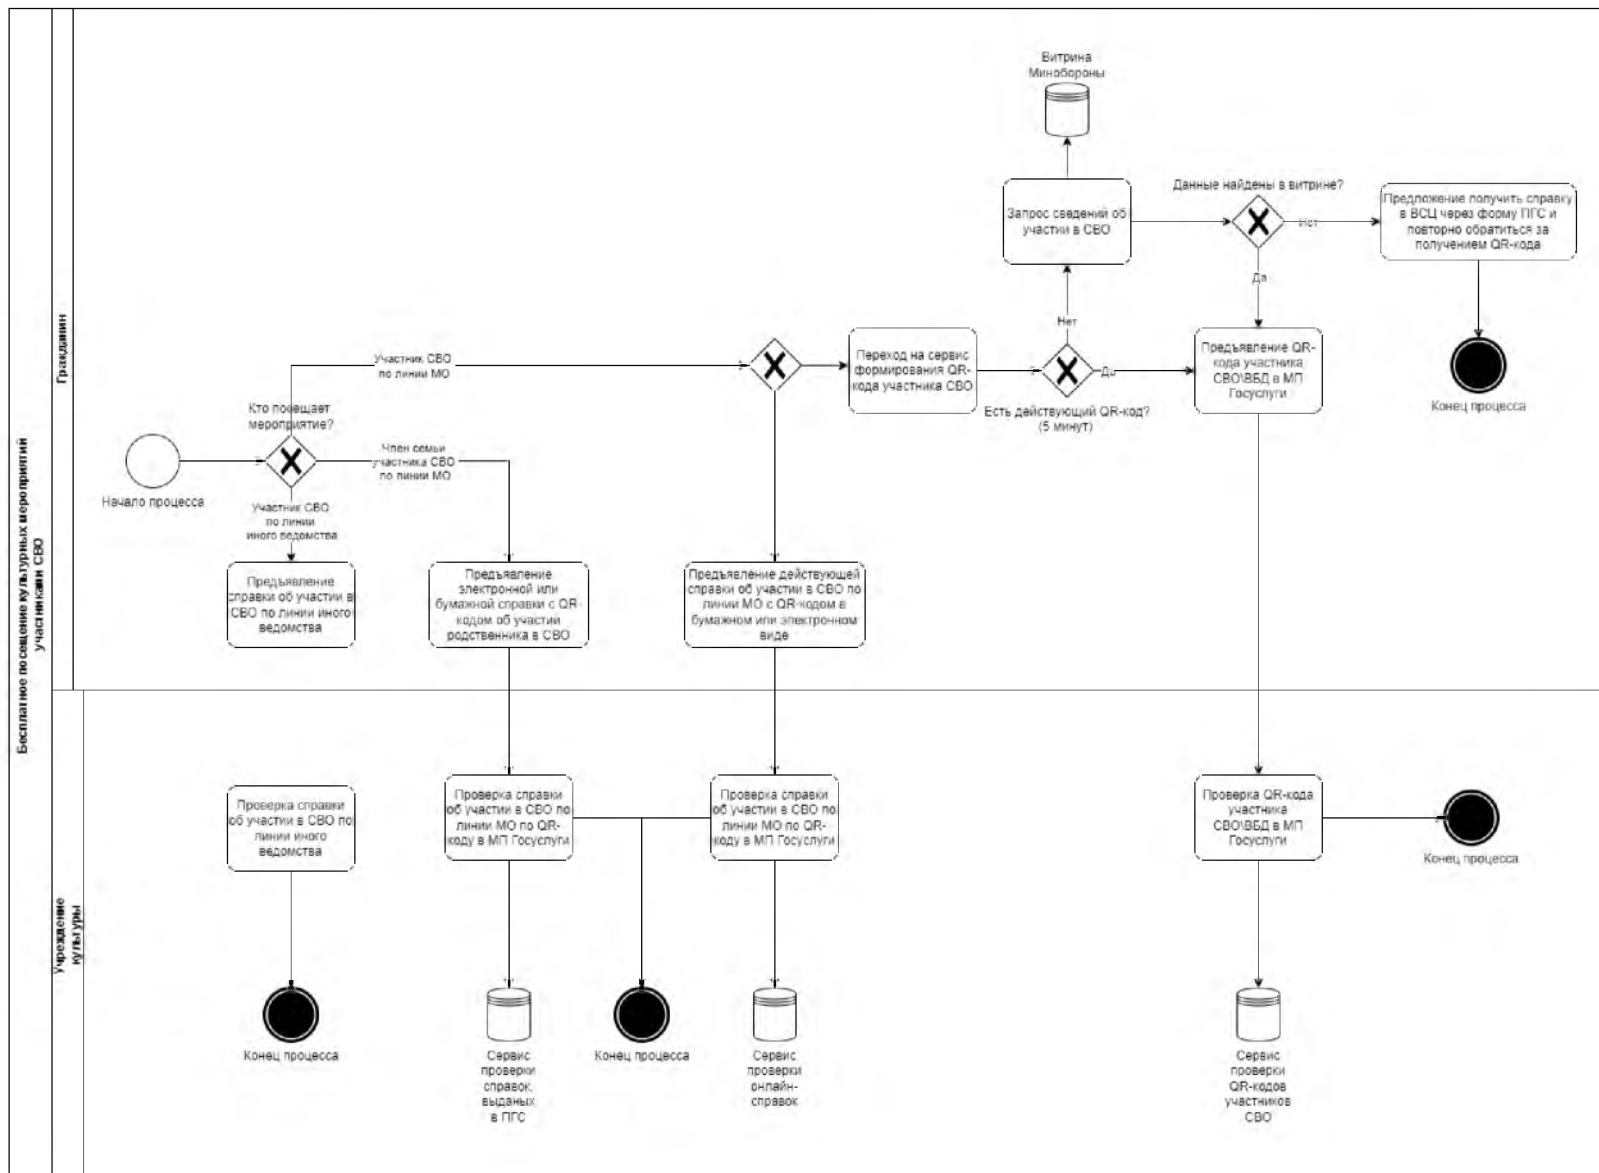 Бесплатное посещение культурных мероприятий
участниками СВО
Гражданин
Учреждение
культуры
Начало процесса
Кто посещает
мероприятие?
Участник СВО
по линии МО
Член семьи
участника СВО
по линии МО
Участник СВО
по линии
иного ведомства
Предъявление
справки об участии в
СВО по линии иного
ведомства
Предъявление
электронной или
бумажной справки с QR-
кодом об участии
родственника в СВО
Предъявление действующей
справки об участии в СВО по
линии МО с QR-кодом в
бумажном или электронном
виде
Переход на сервис
формирования QR-
кода участника СВО
Есть действующий QR-код?
(5 минут)
Нет
Да
Запрос сведений об
участии в СВО
Витрина
Минобороны
Данные найдены в витрине?
Нет
Да
Предложение получить справку
в ВСЦ через форму ПГС и
повторно обратиться за
получением QR-кода
Конец процесса
Предъявление QR-
кода участника
СВО\ВБД в МП
Госуслуги
Проверка справки
об участии в СВО по
линии иного
ведомства
Проверка справки
об участии в СВО по
линии МО по QR-
коду в МП Госуслуги
Проверка справки
об участии в СВО по
линии МО по QR-
коду в МП Госуслуги
Проверка QR-кода
участника
СВО\ВБД в МП
Госуслуги
Конец процесса
Конец процесса
Сервис
проверки
справок,
выданых
в ПГС
Конец процесса
Сервис
проверки
онлайн-
справок
Сервис
проверки
QR-кодов
участников
СВО